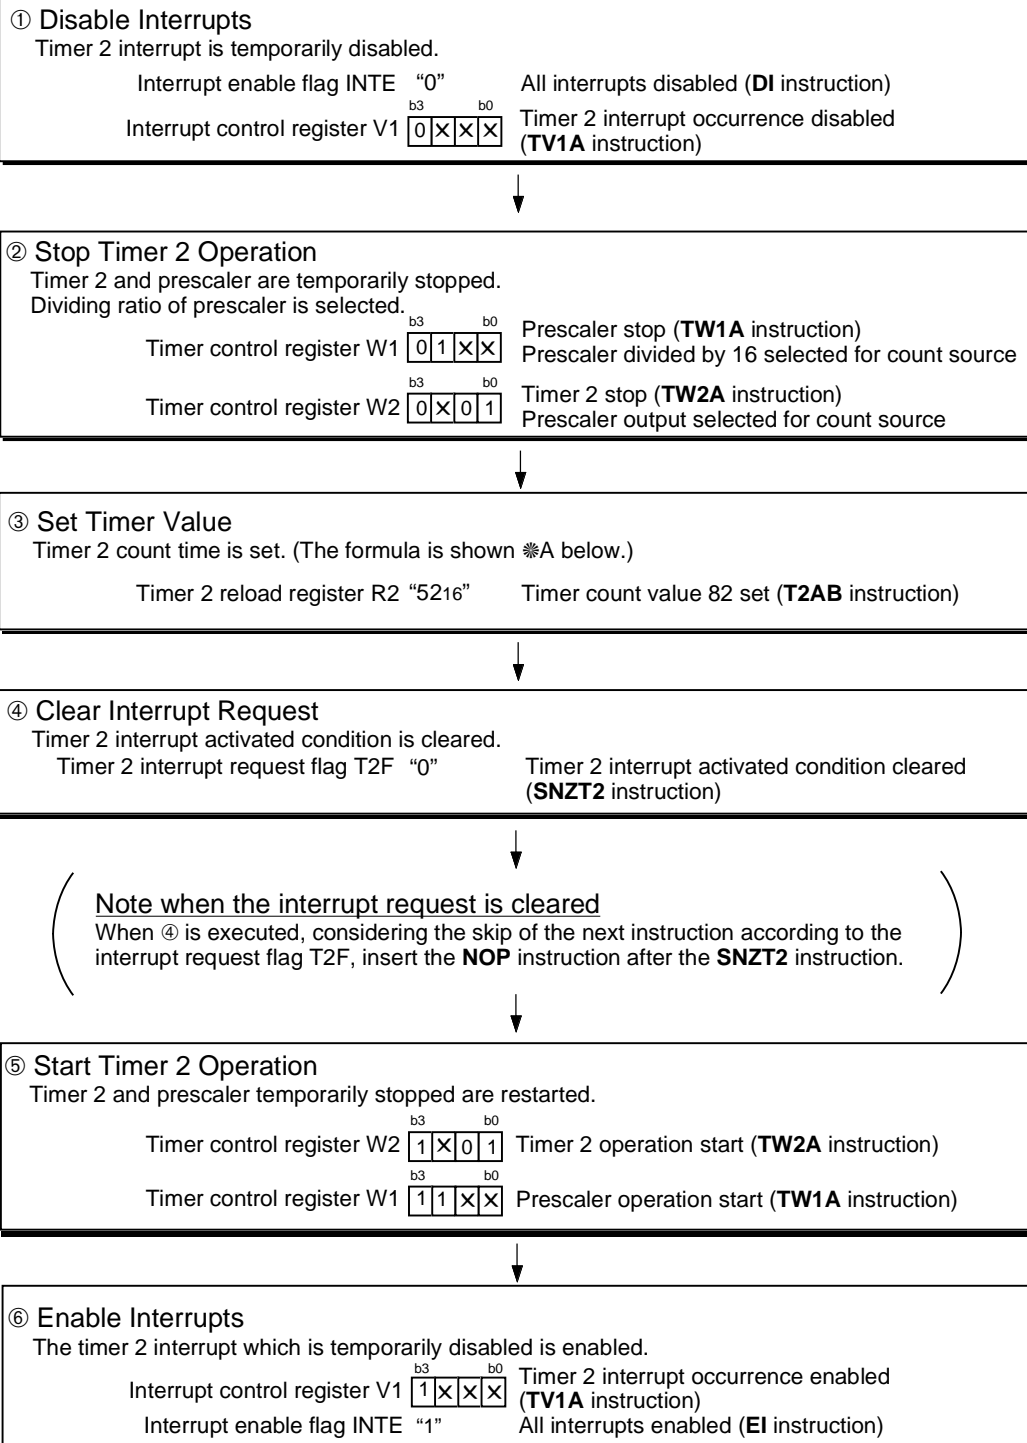 ① Disable Interrupts
Timer 2 interrupt is temporarily disabled.
Interrupt enable flag INTE “0” All interrupts disabled (DI instruction)
b3 b0
Interrupt control register V1 0 X X X Timer 2 interrupt occurrence disabled
(TV1A instruction)
② Stop Timer 2 Operation
Timer 2 and prescaler are temporarily stopped.
Dividing ratio of prescaler is selected.
b3 b0
Timer control register W1 0 1 X X Prescaler stop (TW1A instruction)
Prescaler divided by 16 selected for count source
b3 b0
Timer control register W2 0 X 0 1 Timer 2 stop (TW2A instruction)
Prescaler output selected for count source
③ Set Timer Value
Timer 2 count time is set. (The formula is shown ❊A below.)
Timer 2 reload register R2 “5216” Timer count value 82 set (T2AB instruction)
④ Clear Interrupt Request
Timer 2 interrupt activated condition is cleared.
Timer 2 interrupt request flag T2F “0” Timer 2 interrupt activated condition cleared
(SNZT2 instruction)
Note when the interrupt request is cleared
When ④ is executed, considering the skip of the next instruction according to the
interrupt request flag T2F, insert the NOP instruction after the SNZT2 instruction.
⑤ Start Timer 2 Operation
Timer 2 and prescaler temporarily stopped are restarted.
b3 b0
Timer control register W2 1 X 0 1 Timer 2 operation start (TW2A instruction)
b3 b0
Timer control register W1 1 1 X X Prescaler operation start (TW1A instruction)
⑥ Enable Interrupts
The timer 2 interrupt which is temporarily disabled is enabled.
b3 b0
Interrupt control register V1 1 X X X Timer 2 interrupt occurrence enabled
(TV1A instruction)
Interrupt enable flag INTE “1” All interrupts enabled (EI instruction)